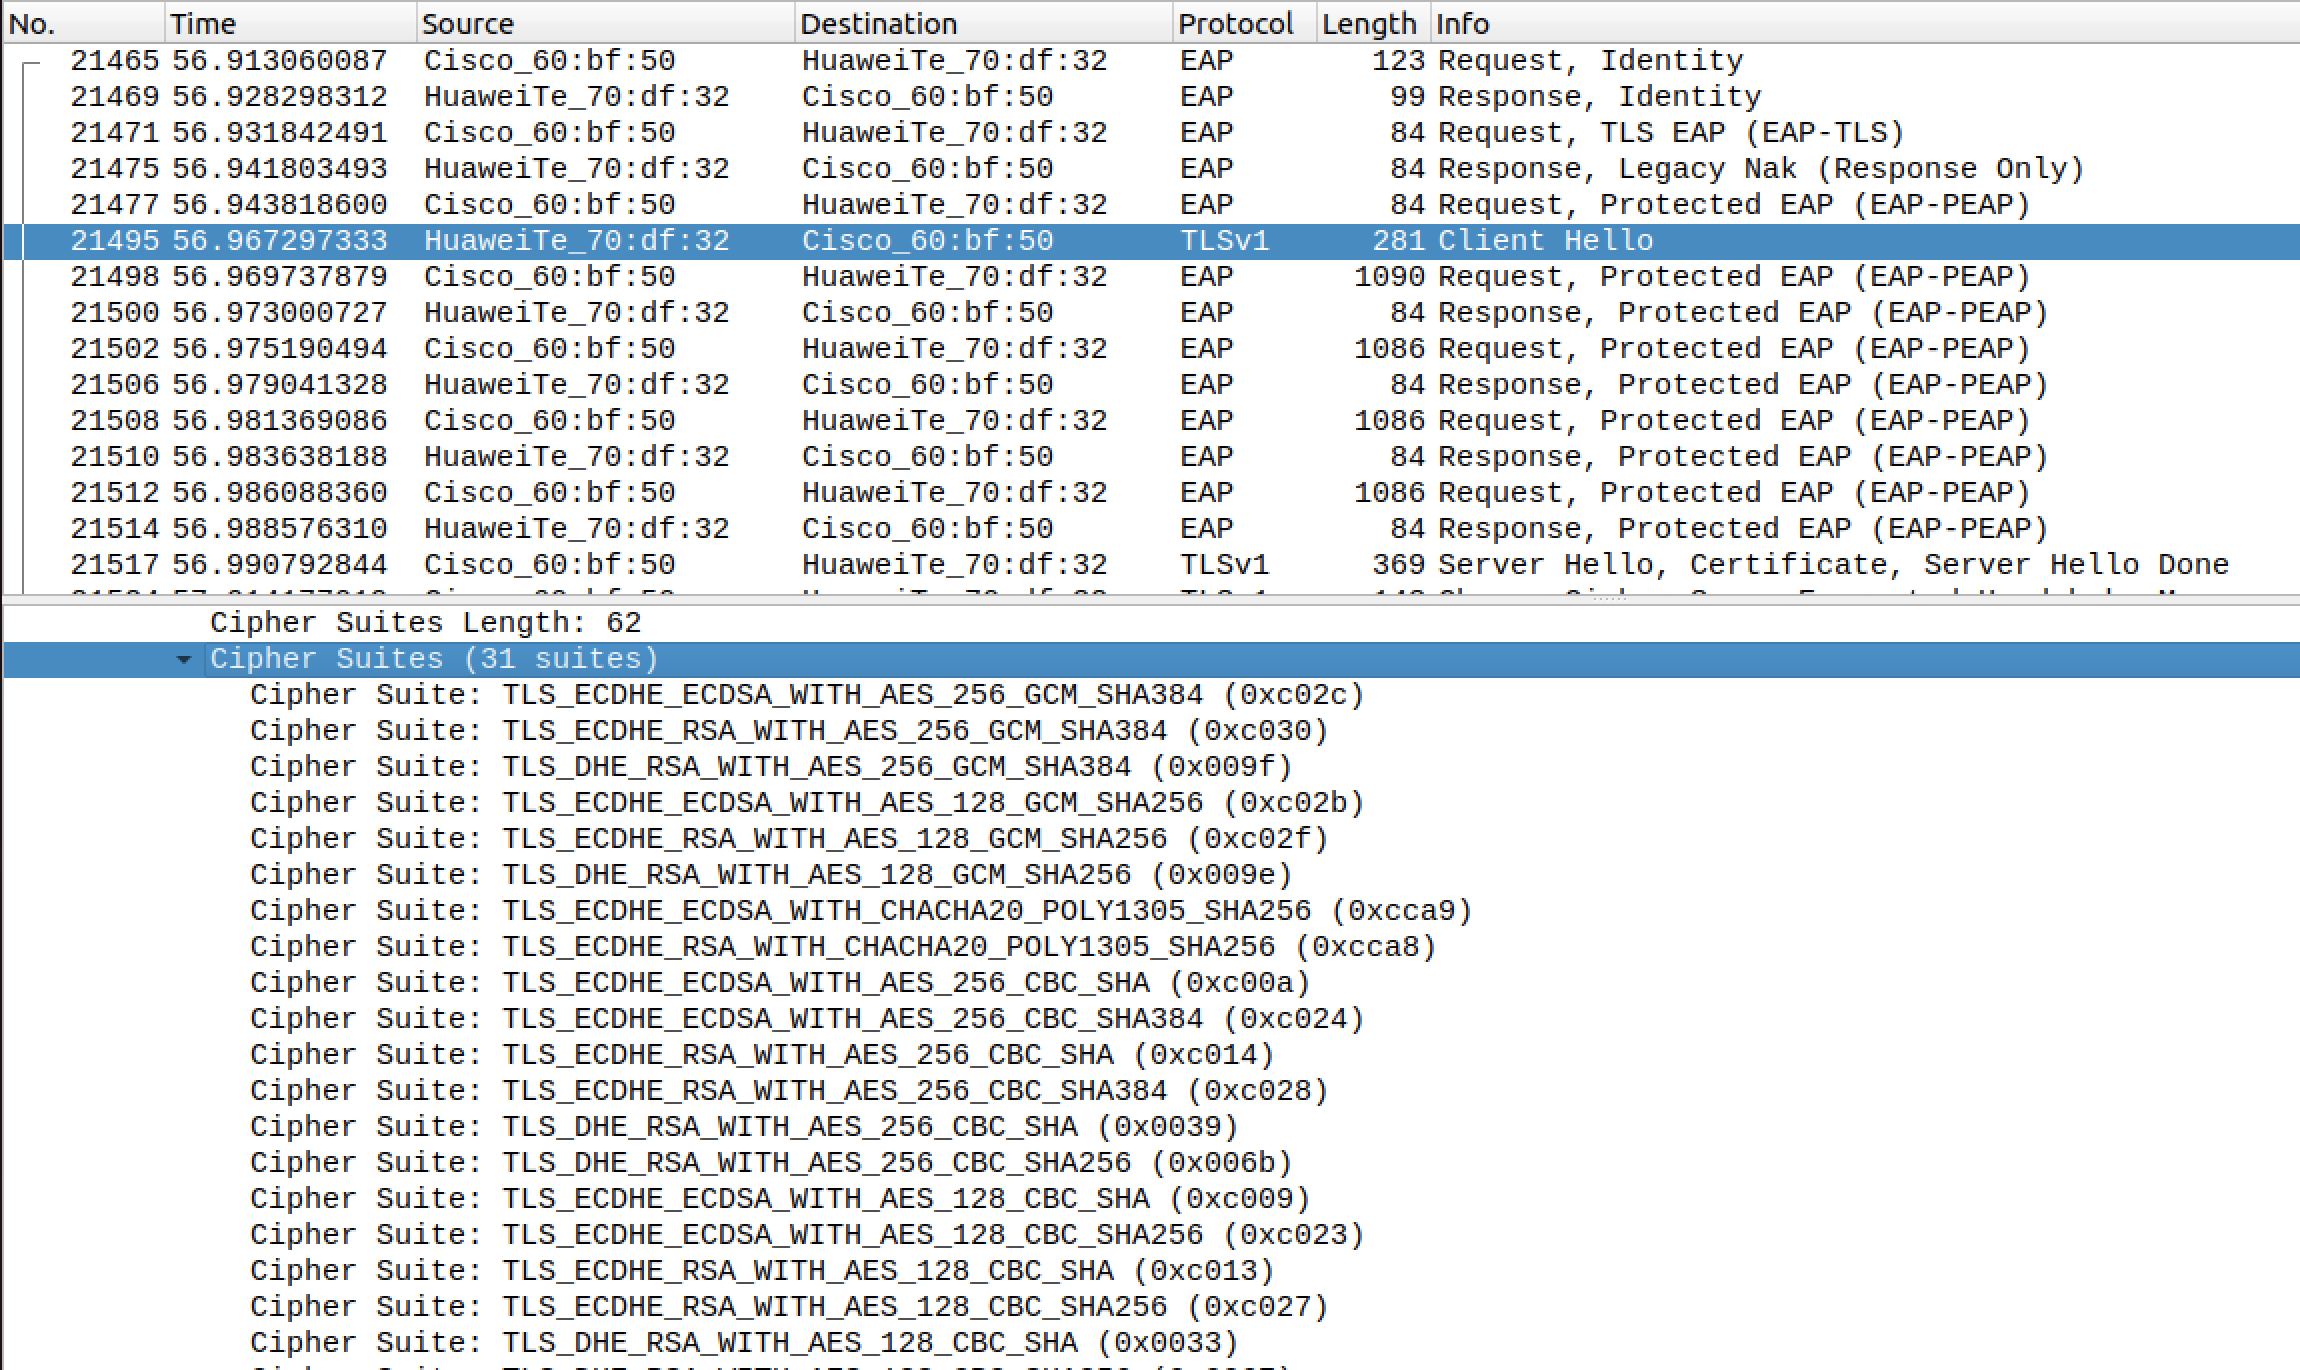 No. Time Source Destination Protocol Length Info
21465 56.913060087 Cisco_60:bf:50 HuaweiTe_70:df:32 EAP 123 Request, Identity
21469 56.928298312 HuaweiTe_70:df:32 Cisco_60:bf:50 EAP 99 Response, Identity
21471 56.931842491 Cisco_60:bf:50 HuaweiTe_70:df:32 EAP 84 Request, TLS EAP (EAP-TLS)
21475 56.941803493 HuaweiTe_70:df:32 Cisco_60:bf:50 EAP 84 Response, Legacy Nak (Response Only)
21477 56.943818600 Cisco_60:bf:50 HuaweiTe_70:df:32 EAP 84 Request, Protected EAP (EAP-PEAP)
21495 56.967297333 HuaweiTe_70:df:32 Cisco_60:bf:50 TLSv1 281 Client Hello
21498 56.969737879 Cisco_60:bf:50 HuaweiTe_70:df:32 EAP 1090 Request, Protected EAP (EAP-PEAP)
21500 56.973000727 HuaweiTe_70:df:32 Cisco_60:bf:50 EAP 84 Response, Protected EAP (EAP-PEAP)
21502 56.975190494 Cisco_60:bf:50 HuaweiTe_70:df:32 EAP 1086 Request, Protected EAP (EAP-PEAP)
21506 56.979041328 HuaweiTe_70:df:32 Cisco_60:bf:50 EAP 84 Response, Protected EAP (EAP-PEAP)
21508 56.981369086 Cisco_60:bf:50 HuaweiTe_70:df:32 EAP 1086 Request, Protected EAP (EAP-PEAP)
21510 56.983638188 HuaweiTe_70:df:32 Cisco_60:bf:50 EAP 84 Response, Protected EAP (EAP-PEAP)
21512 56.986088360 Cisco_60:bf:50 HuaweiTe_70:df:32 EAP 1086 Request, Protected EAP (EAP-PEAP)
21514 56.988576310 HuaweiTe_70:df:32 Cisco_60:bf:50 EAP 84 Response, Protected EAP (EAP-PEAP)
21517 56.990792844 Cisco_60:bf:50 HuaweiTe_70:df:32 TLSv1 369 Server Hello, Certificate, Server Hello Done
Cipher Suites Length: 62
Cipher Suites (31 suites)
Cipher Suite: TLS_ECDHE_ECDSA_WITH_AES_256_GCM_SHA384 (0xc02c)
Cipher Suite: TLS_ECDHE_RSA_WITH_AES_256_GCM_SHA384 (0xc030)
Cipher Suite: TLS_DHE_RSA_WITH_AES_256_GCM_SHA384 (0x009f)
Cipher Suite: TLS_ECDHE_ECDSA_WITH_AES_128_GCM_SHA256 (0xc02b)
Cipher Suite: TLS_ECDHE_RSA_WITH_AES_128_GCM_SHA256 (0xc02f)
Cipher Suite: TLS_DHE_RSA_WITH_AES_128_GCM_SHA256 (0x009e)
Cipher Suite: TLS_ECDHE_ECDSA_WITH_CHACHA20_POLY1305_SHA256 (0xcca9)
Cipher Suite: TLS_ECDHE_RSA_WITH_CHACHA20_POLY1305_SHA256 (0xcca8)
Cipher Suite: TLS_ECDHE_ECDSA_WITH_AES_256_CBC_SHA (0xc00a)
Cipher Suite: TLS_ECDHE_ECDSA_WITH_AES_256_CBC_SHA384 (0xc024)
Cipher Suite: TLS_ECDHE_RSA_WITH_AES_256_CBC_SHA (0xc014)
Cipher Suite: TLS_ECDHE_RSA_WITH_AES_256_CBC_SHA384 (0xc028)
Cipher Suite: TLS_DHE_RSA_WITH_AES_256_CBC_SHA (0x0039)
Cipher Suite: TLS_DHE_RSA_WITH_AES_256_CBC_SHA256 (0x006b)
Cipher Suite: TLS_ECDHE_ECDSA_WITH_AES_128_CBC_SHA (0xc009)
Cipher Suite: TLS_ECDHE_ECDSA_WITH_AES_128_CBC_SHA256 (0xc023)
Cipher Suite: TLS_ECDHE_RSA_WITH_AES_128_CBC_SHA (0xc013)
Cipher Suite: TLS_ECDHE_RSA_WITH_AES_128_CBC_SHA256 (0xc027)
Cipher Suite: TLS_DHE_RSA_WITH_AES_128_CBC_SHA (0x0033)